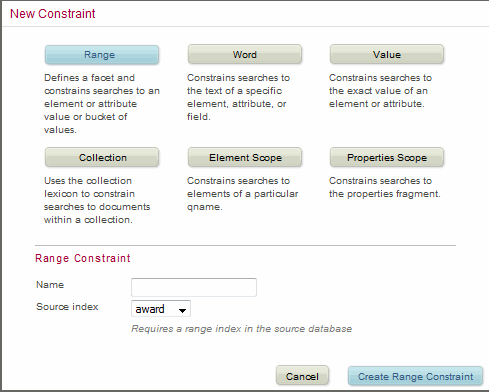 New Constraint
Range
Word
Value
Defines a facet and
constrains searches to an
element or attribute
value or bucket of
values.
Constrains searches to
the text of a specific
element, attribute, or
field.
Constrains searches to
the exact value of an
element or attribute.
Collection
Element Scope
Properties Scope
Uses the collection
lexicon to constrain
searches to documents
within a collection.
Constrains searches to
elements of a particular
qname.
Constrains searches to
the properties fragment.
Range Constraint
Name
Source index
award
Requires a range index in the source database
Cancel
Create Range Constraint